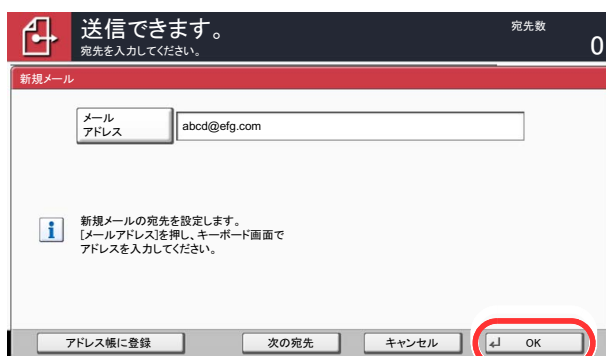 送信できます。
宛先を入力してください。
宛先数
0
新規メール
メール
アドレス
abcd@efg.com
新規メールの宛先を設定します。
[メールアドレス]を押し、キーボード画面で
アドレスを入力してください。
アドレス帳に登録
次の宛先
キャンセル
OK